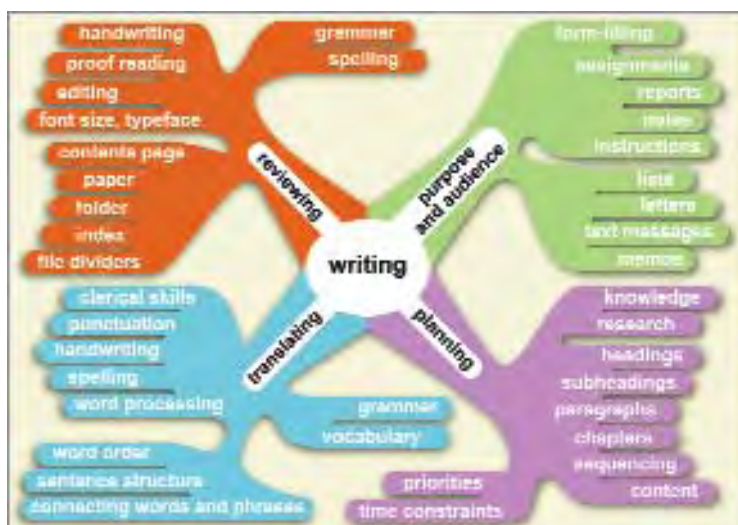 writing
reviewing
handwriting
proof reading
editing
font size, typeface
contents page
paper
folder
index
file dividers
grammer
spelling
purpose
and audience
form-filling
assignments
reports
notes
instructions
lists
letters
text messages
memos
translating
clerical skills
punctuation
handwriting
spelling
word processing
grammer
vocabulary
word order
sentence structure
connecting words and phrases
planning
knowledge
research
headings
subheadings
paragraphs
chapters
sequencing
content
priorities
time constraints